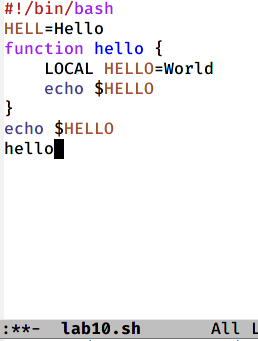 #!/bin/bash
HELL=Hello
function hello {
    LOCAL HELLO=World
    echo $HELLO
}
echo $HELLO
hello
:**-  lab10.sh        All L